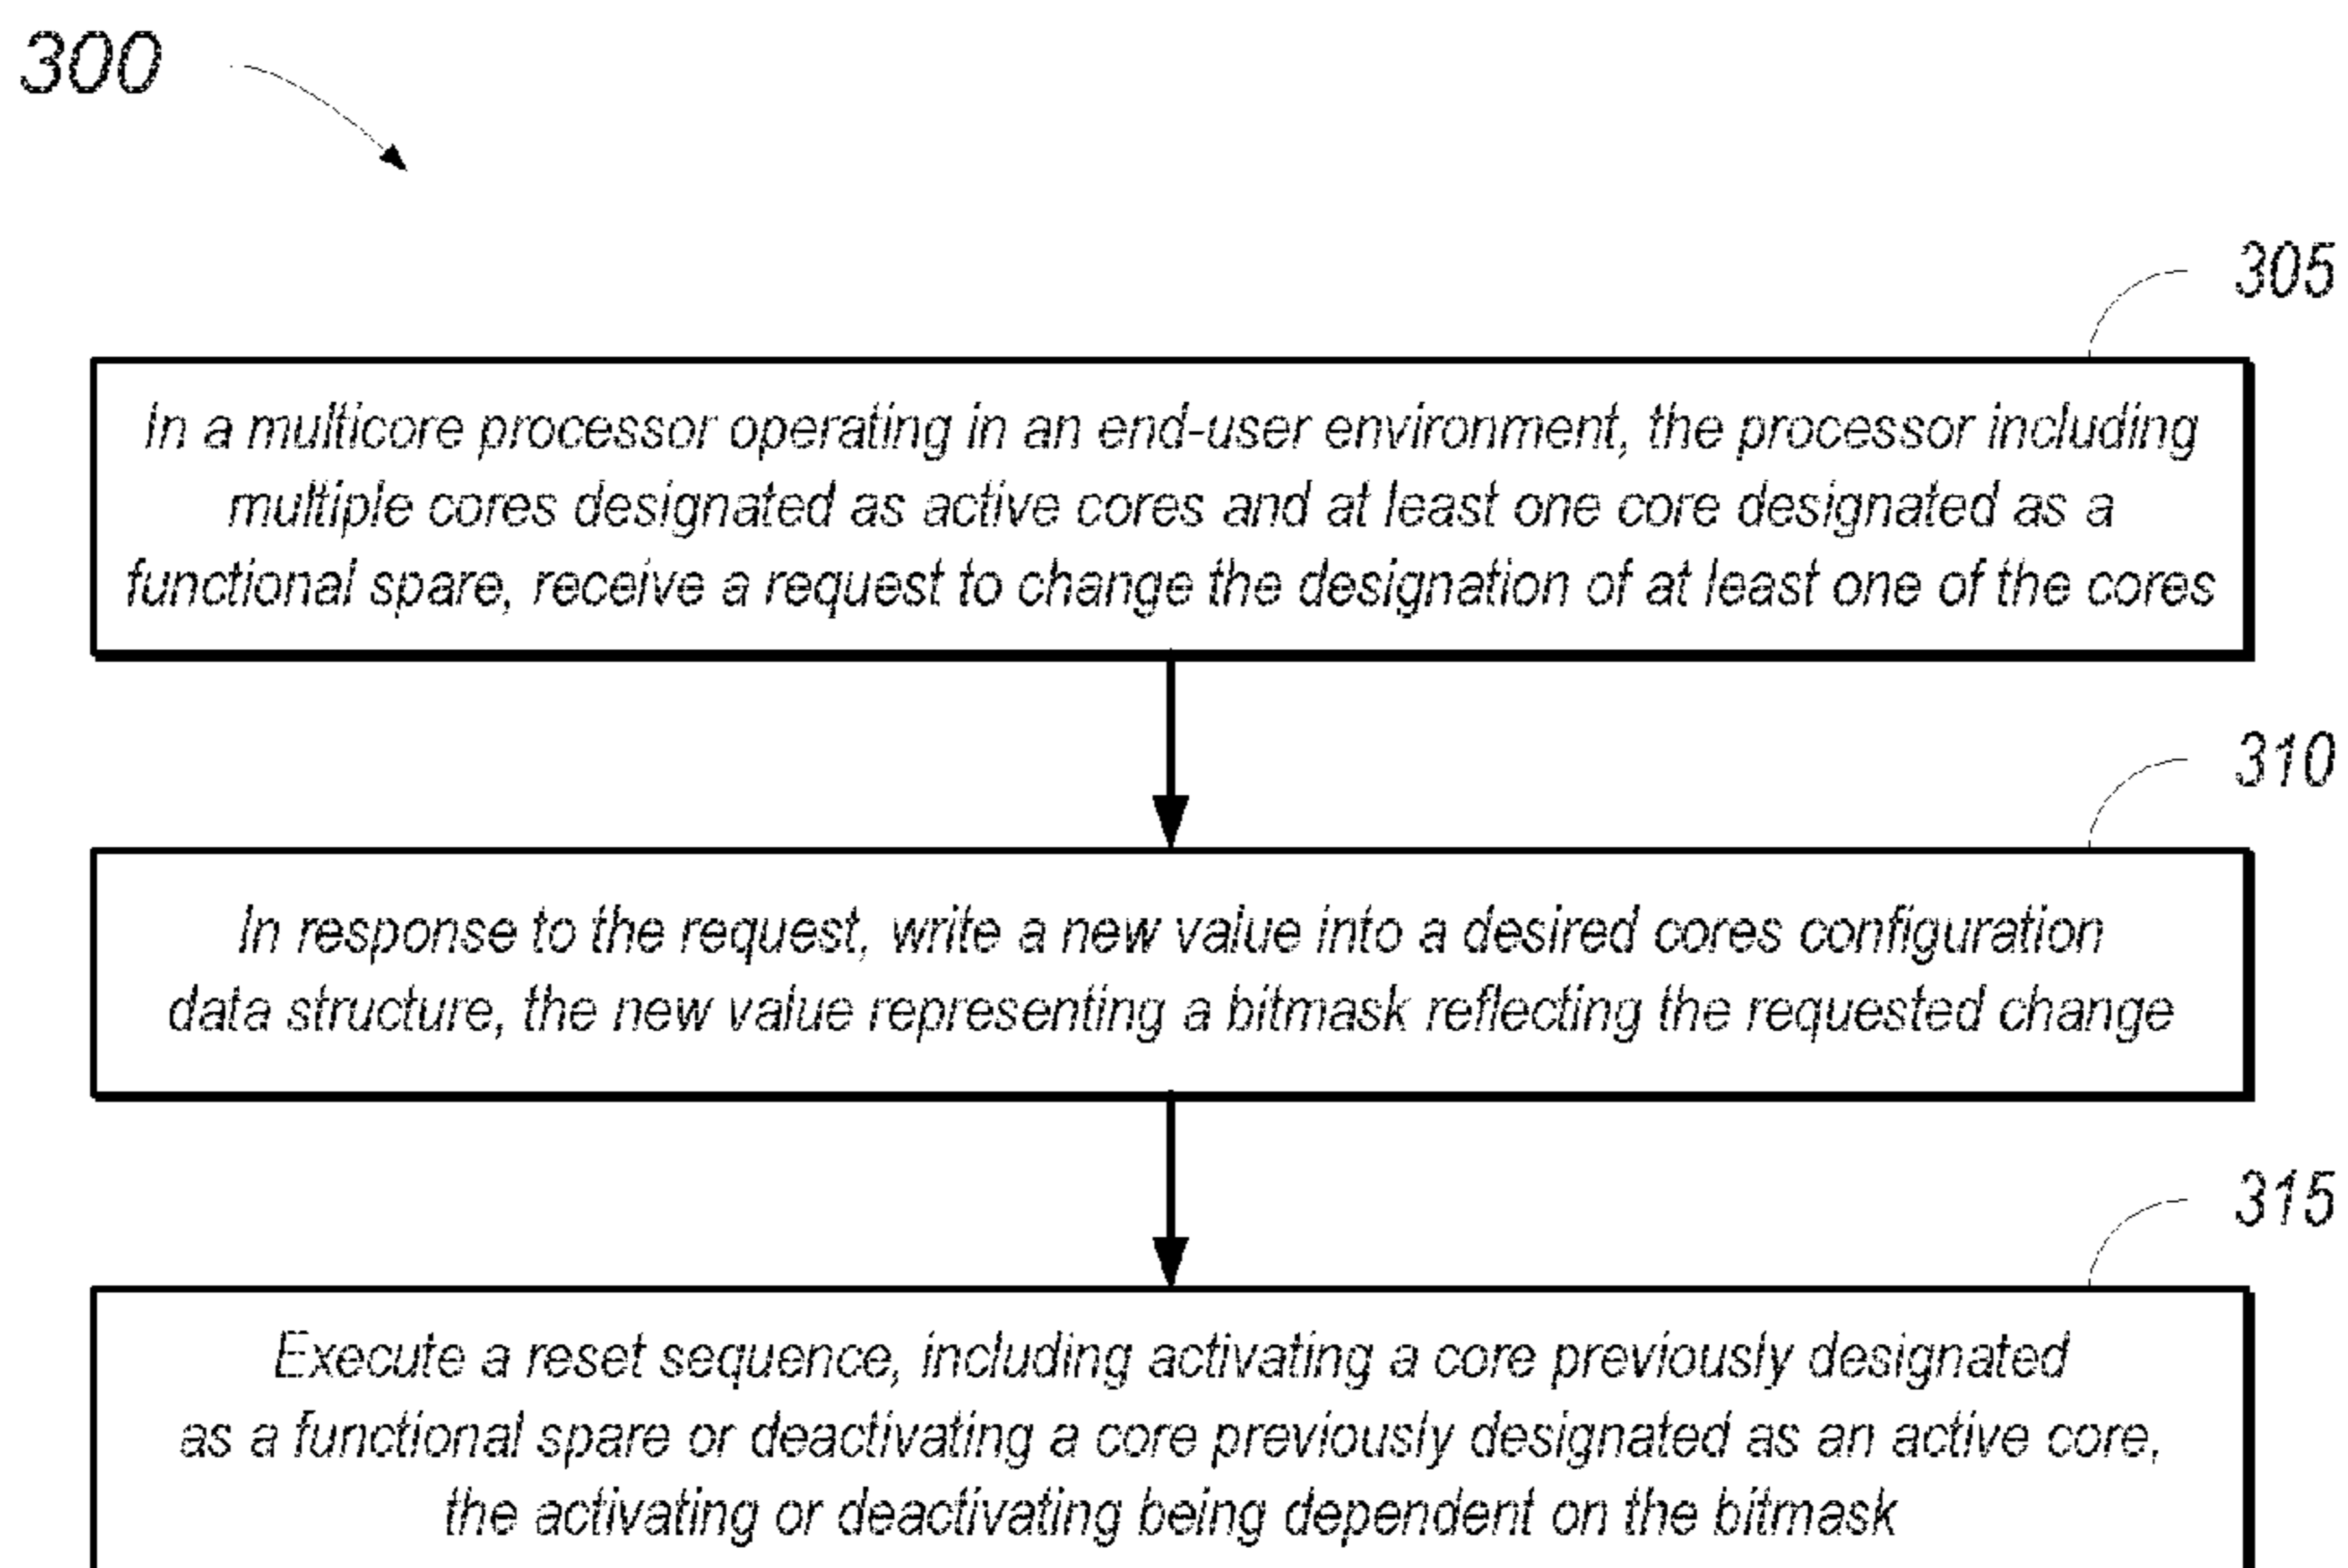 300
305
In a multicore processor operating in an end-user environment, the processor including
multiple cores designated as active cores and at least one core designated as a
functional spare, receive a request to change the designation of at least one of the cores
310
In response to the request, write a new value into a desired cores configuration
data structure, the new value representing a bitmask reflecting the requested change
315
Execute a reset sequence, including activating a core previously designated
as a functional spare or deactivating a core previously designated as an active core,
the activating or deactivating being dependent on the bitmask